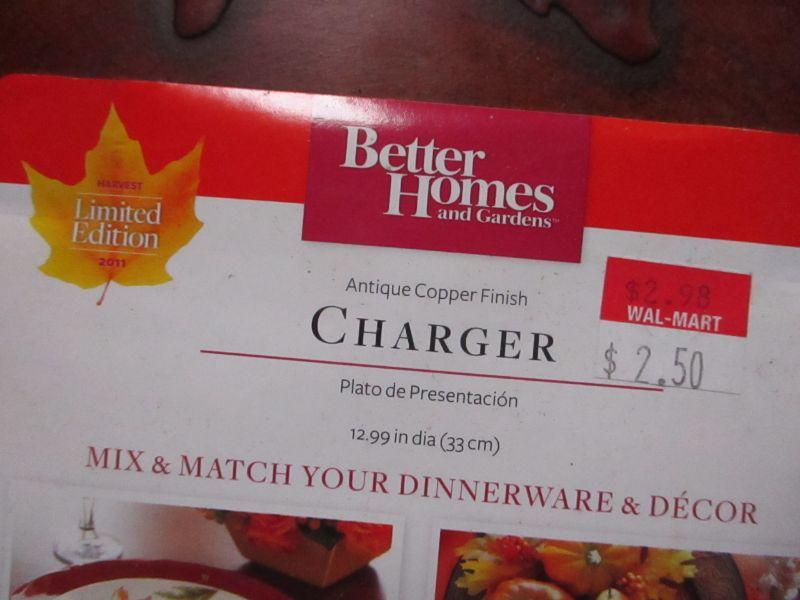 HARVEST
Limited
Edition
2011
Better
Homes
and Gardens™
Antique Copper Finish
CHARGER
$2.98
WAL-MART
$ 2.50
Plato de Presentación
12.99 in dia (33 cm)
MIX & MATCH YOUR DINNERWARE & DÉCOR